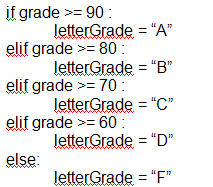 if grade >= 90 :
letterGrade = “A”
elif grade >= 80 :
letterGrade = “B”
elif grade >= 70 :
letterGrade = “C”
elif grade >= 60 :
letterGrade = “D”
else:
letterGrade = “F”